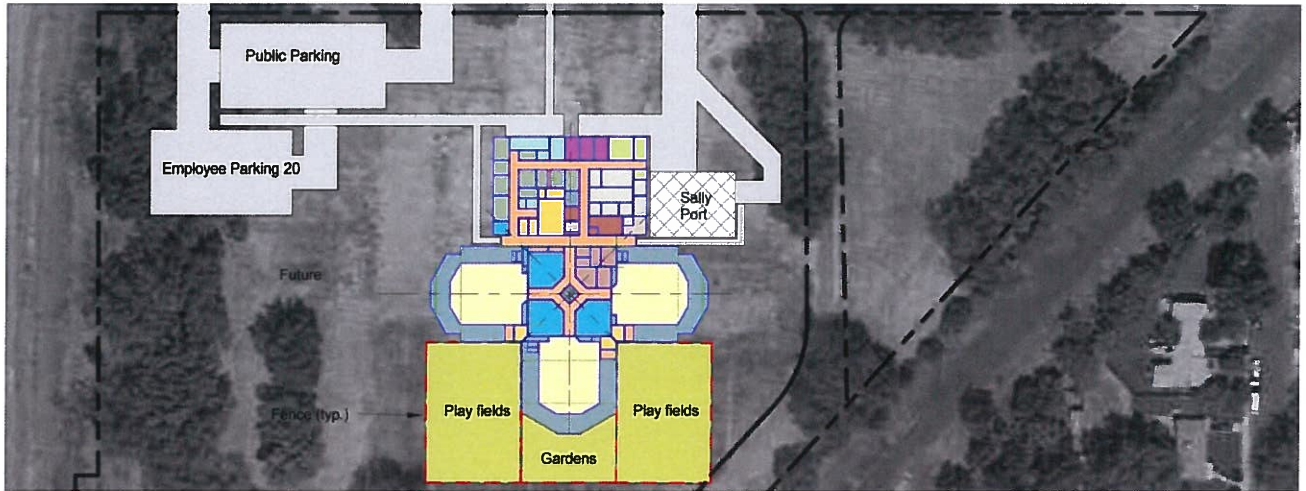 Public Parking
Employee Parking 20
Sally
Port
Future
Fence (typ.)
Play fields
Play fields
Gardens